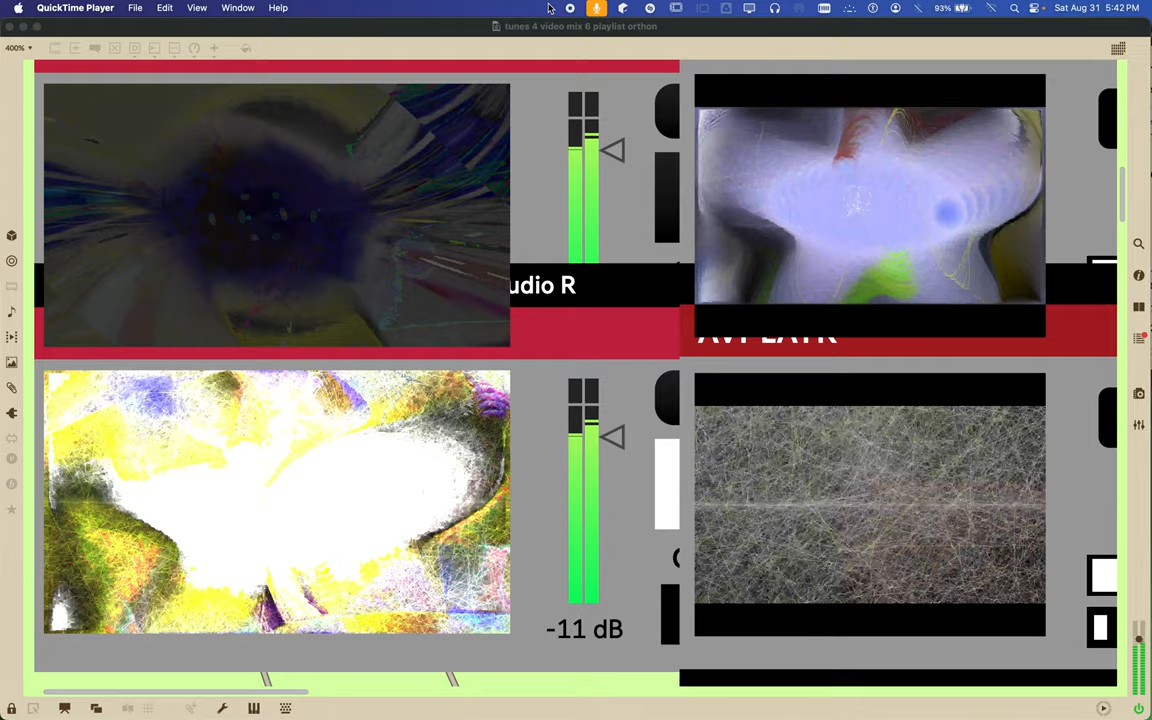 QuickTime Player File Edit View Window Help 93% Sat Aug 31 5:42 PM
tunes 4 video mix 6 playlist orthon
400%
udio R
-11 dB